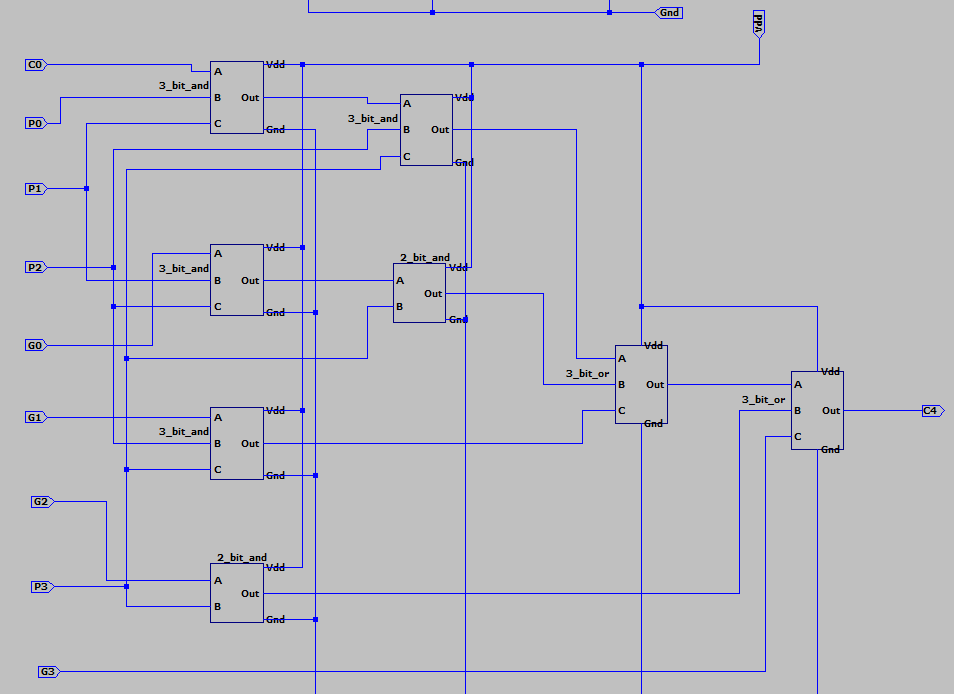 Gnd
Vdd
C0
Vdd
A
3_bit_and
P0
B
Out
C
Gnd
Vdd
A
3_bit_and
B
Out
C
Gnd
P1
P2
Vdd
A
3_bit_and
B
Out
C
Gnd
2_bit_and
Vdd
A
Out
B
Gnd
G0
Vdd
A
3_bit_or
B
Out
C
Gnd
Vdd
A
3_bit_or
B
Out
C
Gnd
C4
G1
Vdd
A
3_bit_and
B
Out
C
Gnd
G2
2_bit_and
Vdd
A
P3
Out
B
Gnd
G3